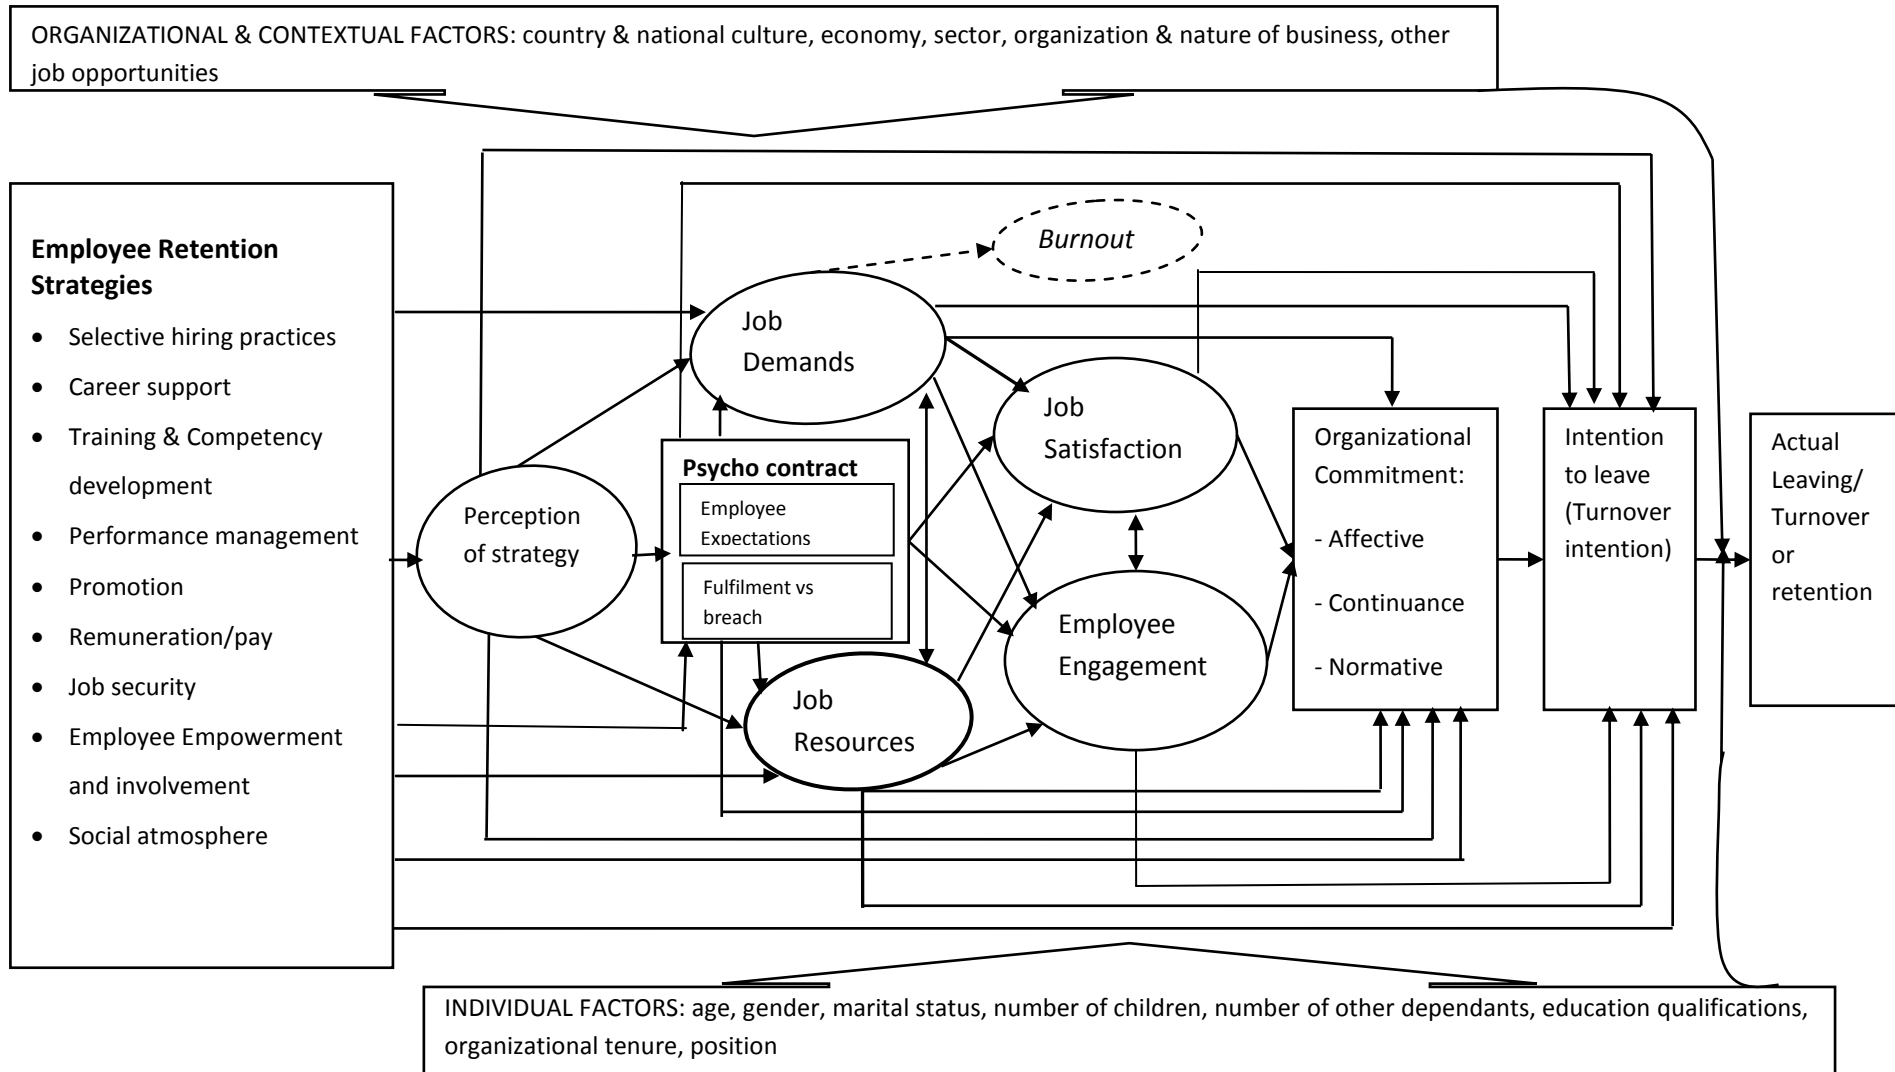 ORGANIZATIONAL & CONTEXTUAL FACTORS: country & national culture, economy, sector, organization & nature of business, other
job opportunities
Employee Retention
Strategies
• Selective hiring practices
• Career support
• Training & Competency
development
• Performance management
• Promotion
• Remuneration/pay
• Job security
• Employee Empowerment
and involvement
• Social atmosphere
Perception
of strategy
Burnout
Job
Demands
Psycho contract
Employee
Expectations
Fulfilment vs
breach
Job
Resources
Job
Satisfaction
Employee
Engagement
Organizational
Commitment:
- Affective
- Continuance
- Normative
Intention
to leave
(Turnover
intention)
Actual
Leaving/
Turnover
or
retention
INDIVIDUAL FACTORS: age, gender, marital status, number of children, number of other dependants, education qualifications,
organizational tenure, position